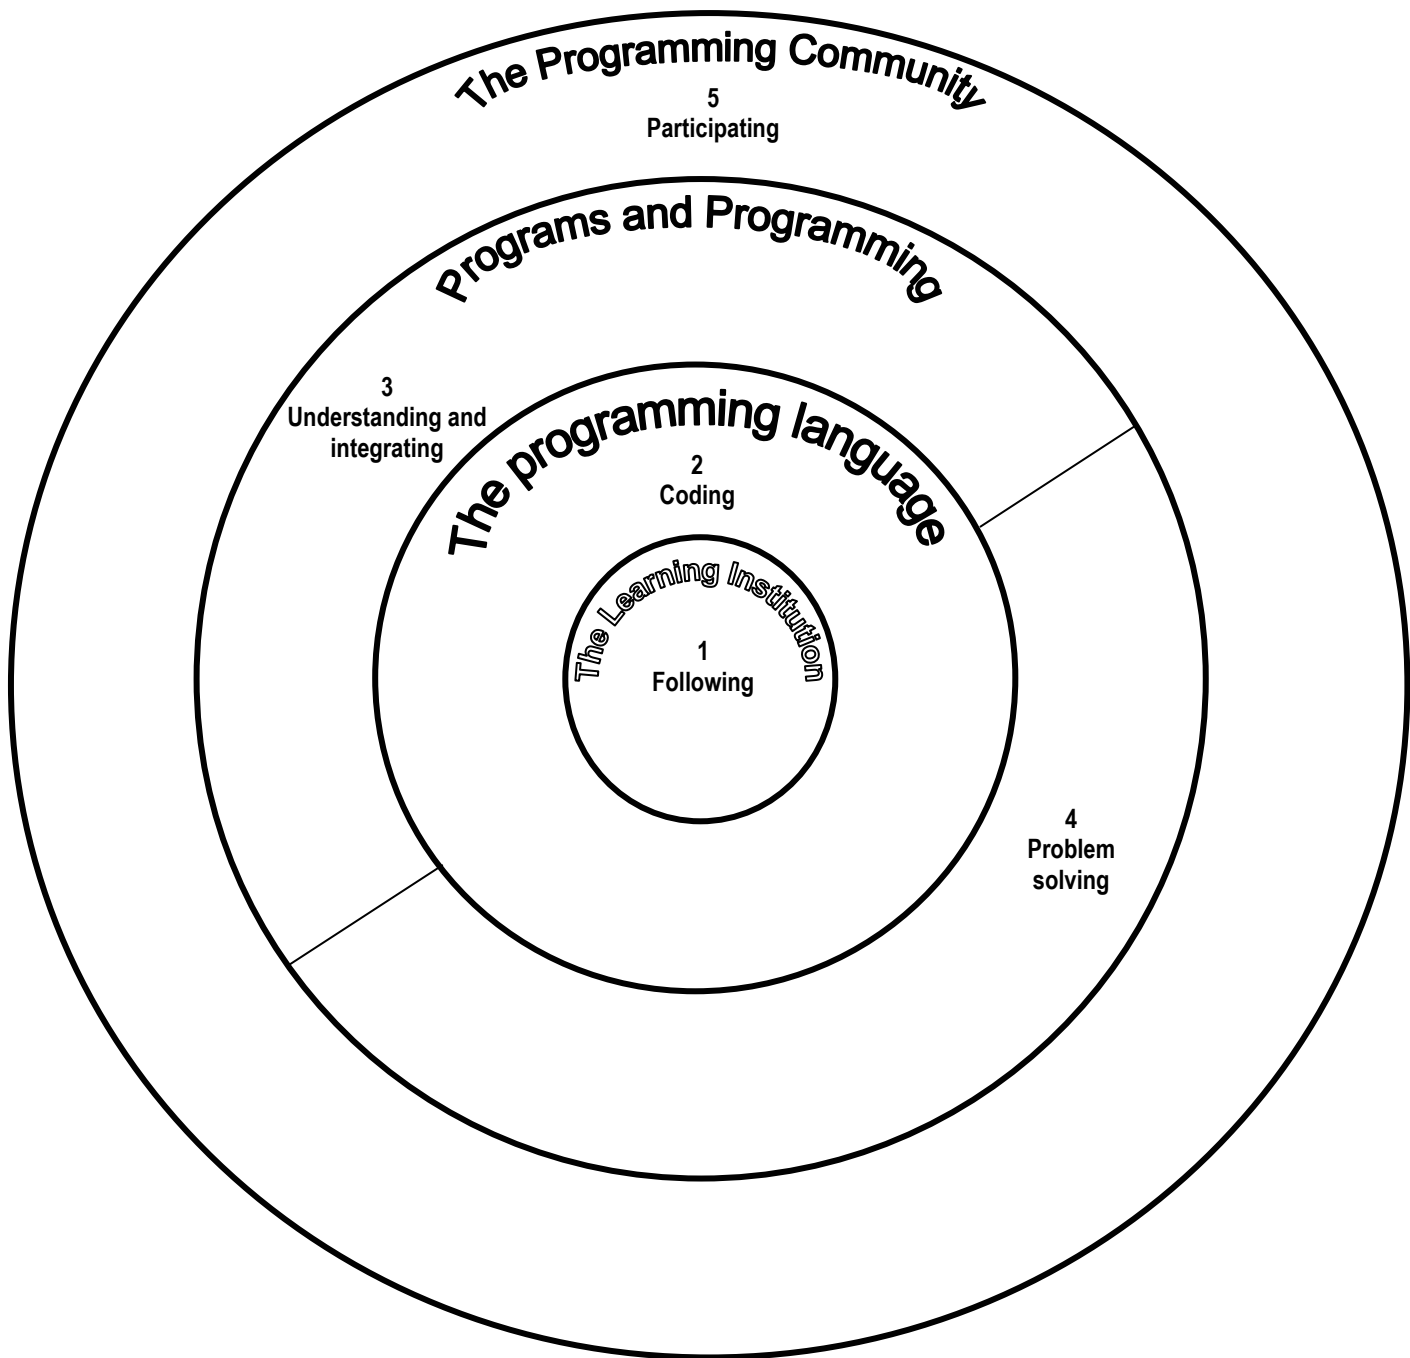 The Programming Community
5
Participating
Programs and Programming
3
Understanding and
integrating
The programming language
2
Coding
The Learning Institution
1
Following
4
Problem
solving